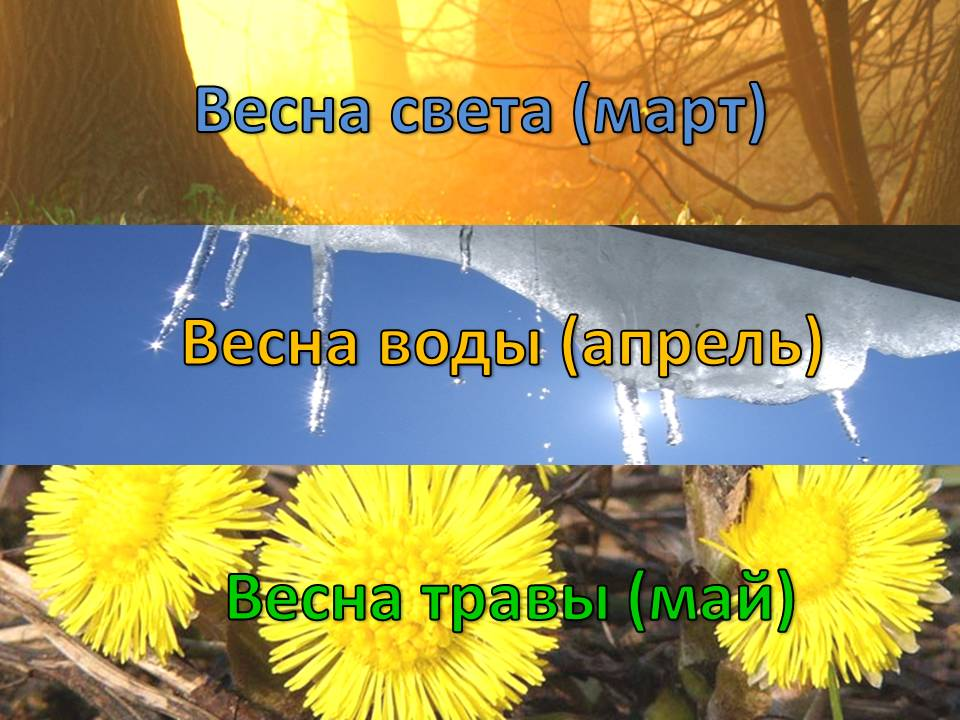 Весна света (март)
Весна воды (апрель)
Весна травы (май)